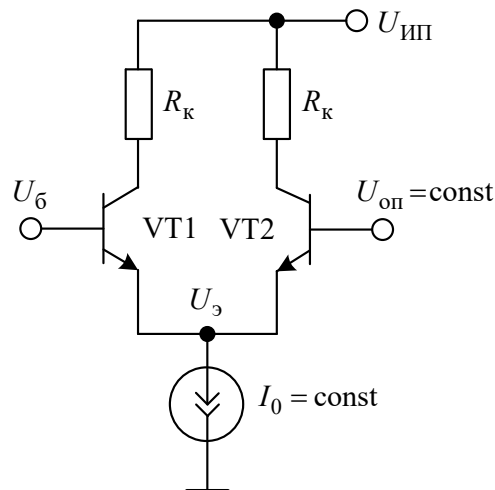 U_ИП
R_к R_к
U_б VT1 VT2 U_оп = const
U_э
I_0 = const